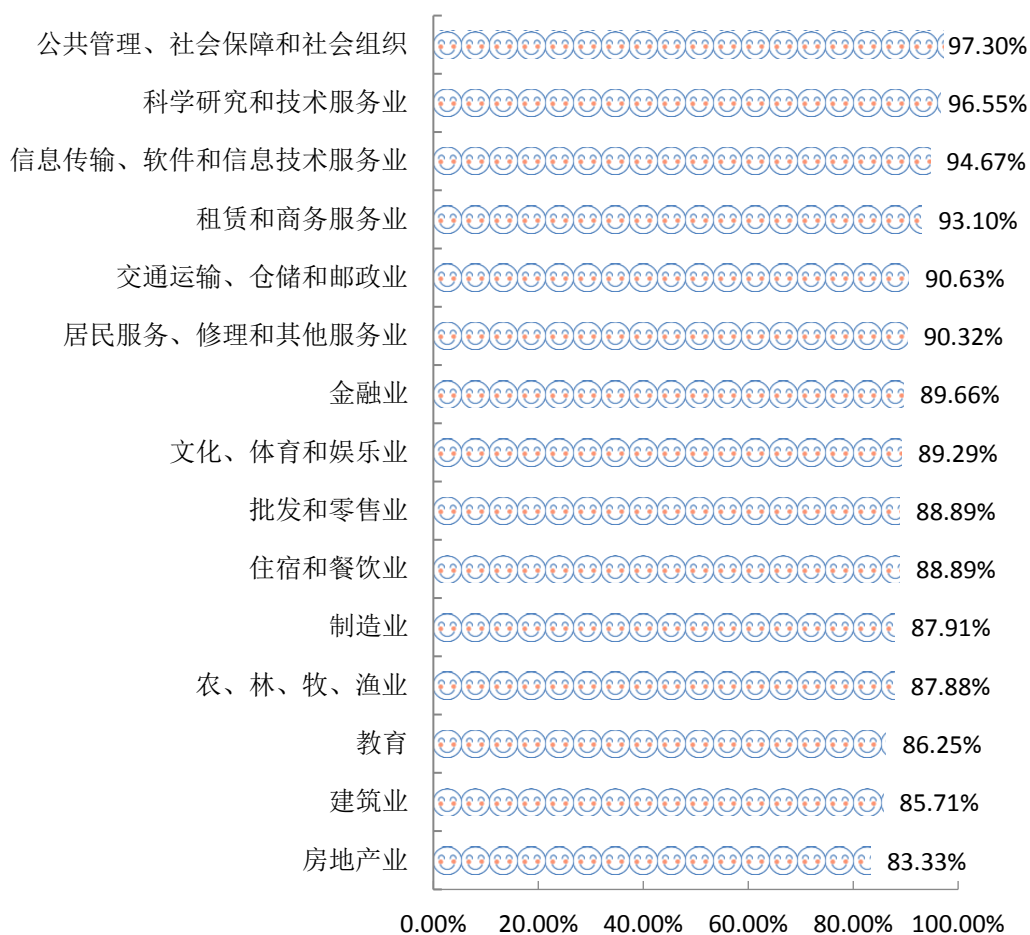 公共管理、社会保障和社会组织 97.30%
科学研究和技术服务业 96.55%
信息传输、软件和信息技术服务业 94.67%
租赁和商务服务业 93.10%
交通运输、仓储和邮政业 90.63%
居民服务、修理和其他服务业 90.32%
金融业 89.66%
文化、体育和娱乐业 89.29%
批发和零售业 88.89%
住宿和餐饮业 88.89%
制造业 87.91%
农、林、牧、渔业 87.88%
教育 86.25%
建筑业 85.71%
房地产业 83.33%
0.00% 20.00% 40.00% 60.00% 80.00% 100.00%